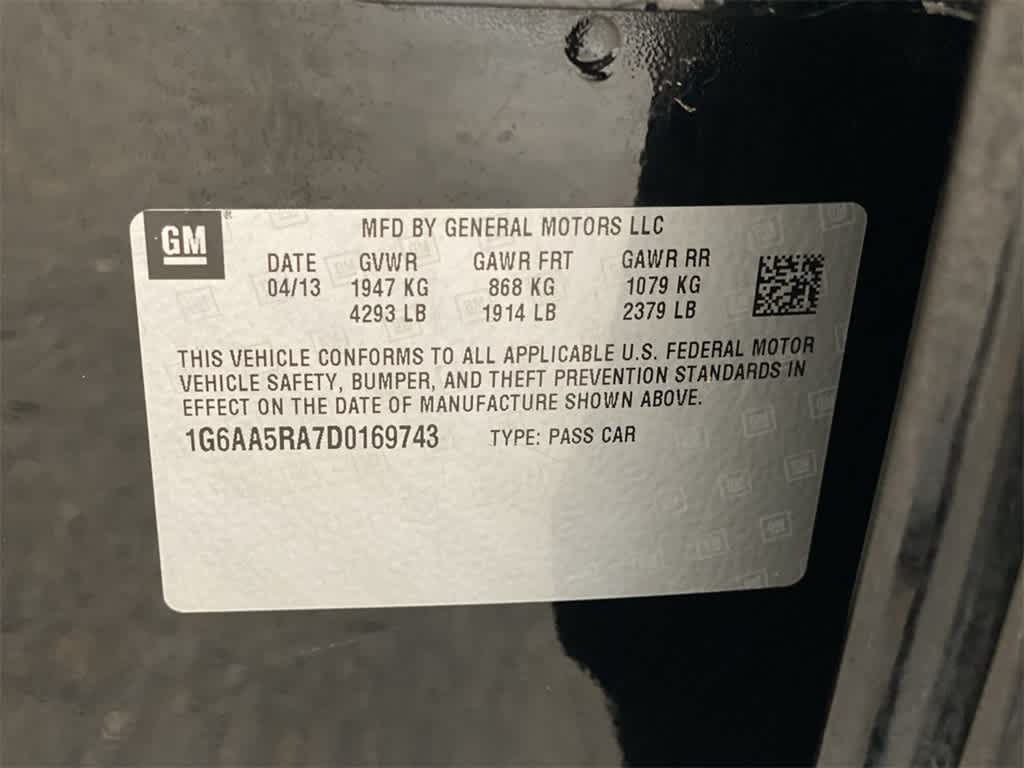 GM
MFD BY GENERAL MOTORS LLC
DATE GVWR GAWR FRT GAWR RR
04/13 1947 KG 868 KG 1079 KG
4293 LB 1914 LB 2379 LB
THIS VEHICLE CONFORMS TO ALL APPLICABLE U.S. FEDERAL MOTOR
VEHICLE SAFETY, BUMPER, AND THEFT PREVENTION STANDARDS IN
EFFECT ON THE DATE OF MANUFACTURE SHOWN ABOVE.
1G6AA5RA7D0169743 TYPE: PASS CAR